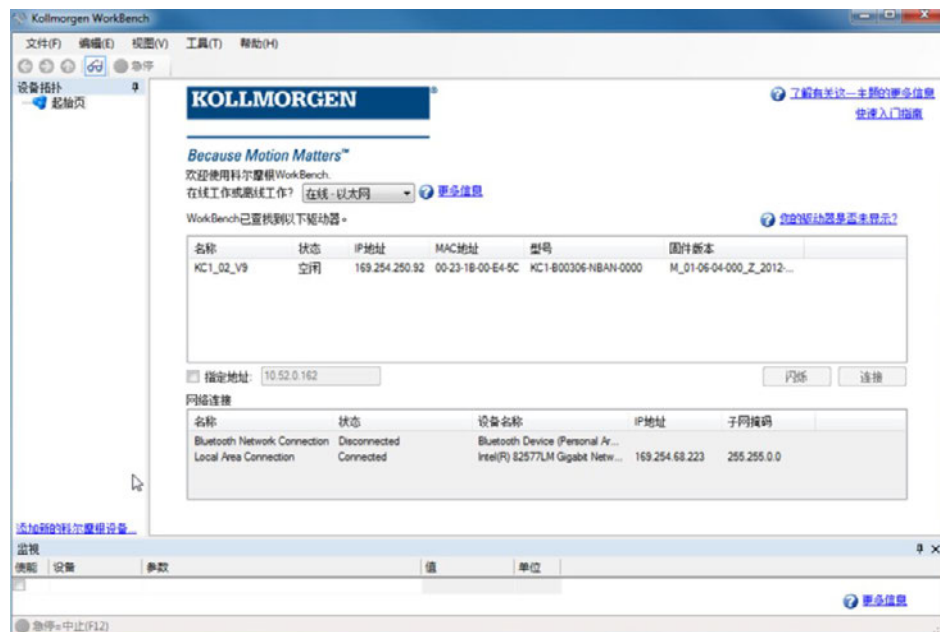 Kollmorgen WorkBench
文件(F) 编辑(E) 视图(V) 工具(T) 帮助(H)
急停
设备拓扑
起始页
KOLLMORGEN®
了解有关这一主题的更多信息
快速入门指南
Because Motion Matters™
欢迎使用科尔摩根WorkBench.
在线工作或离线工作? 在线 - 以太网 更多信息
WorkBench已查找到以下驱动器。
您的驱动器是否未显示?
名称 状态 IP地址 MAC地址 型号 固件版本
KC1_02_V9 空闲 169.254.250.92 00-23-1B-00-E4-5C KC1-B00306-NBAN-0000 M_01-06-04-000_Z_2012-...
指定地址: 10.52.0.162 闪烁 连接
网络连接
名称 状态 设备名称 IP地址 子网掩码
Bluetooth Network Connection Disconnected Bluetooth Device (Personal Ar...
Local Area Connection Connected Intel(R) 82577LM Gigabit Netw... 169.254.68.223 255.255.0.0
添加新的科尔摩根设备...
监视
使能 设备 参数 值 单位
更多信息
急停=中止(F12)